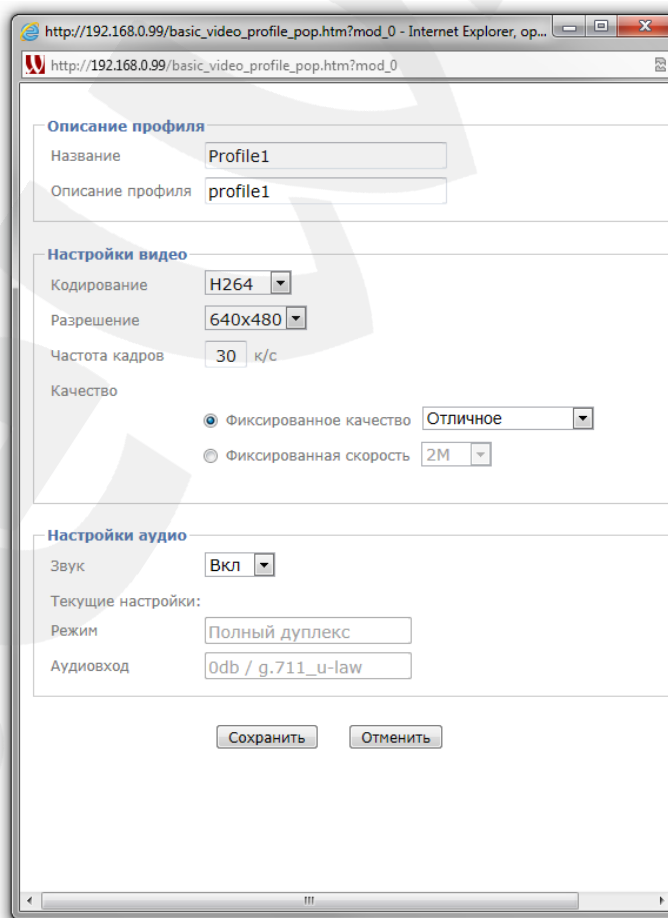 http://192.168.0.99/basic_video_profile_pop.htm?mod_0 - Internet Explorer, op...
http://192.168.0.99/basic_video_profile_pop.htm?mod_0
Описание профиля
Название Profile1
Описание профиля profile1
Настройки видео
Кодирование H264
Разрешение 640x480
Частота кадров 30 к/с
Качество
Фиксированное качество Отличное
Фиксированная скорость 2M
Настройки аудио
Звук Вкл
Текущие настройки:
Режим Полный дуплекс
Аудиовход 0db / g.711_u-law
Сохранить Отменить